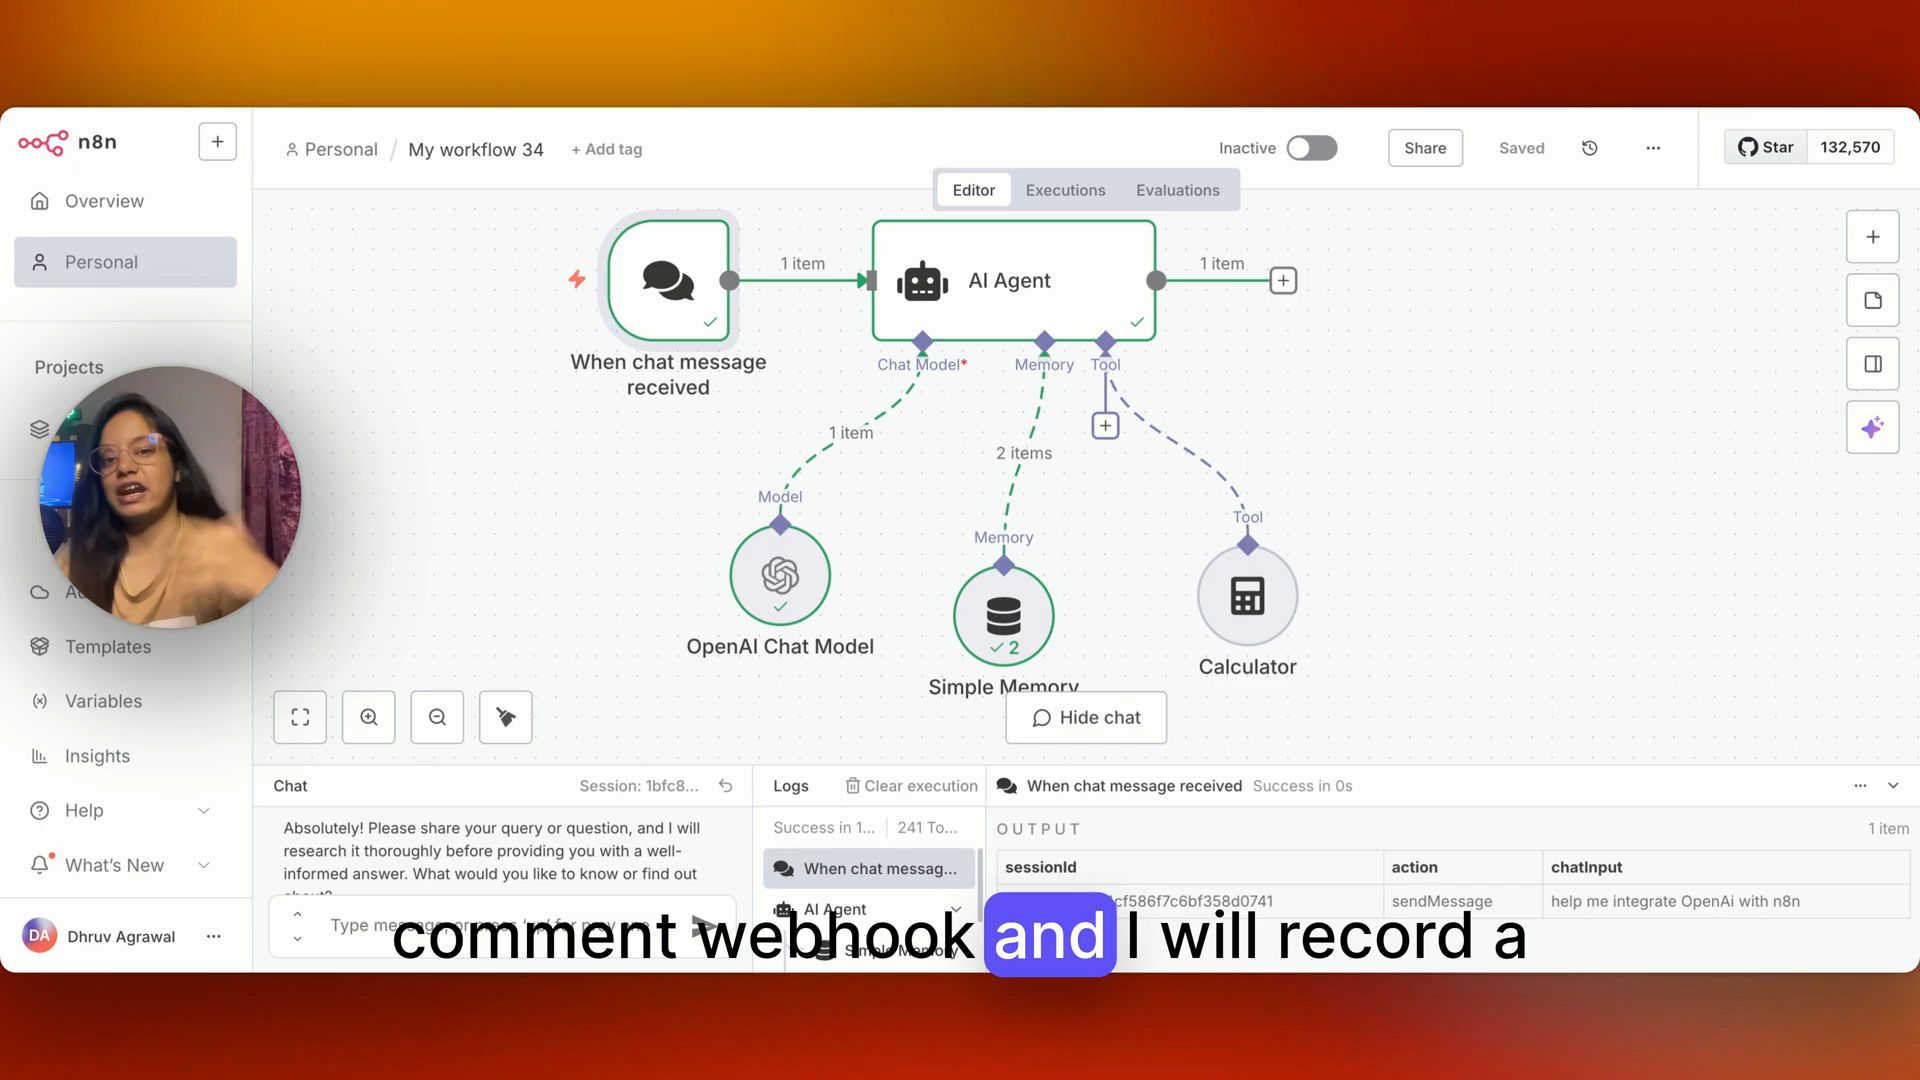 n8n
Personal / My workflow 34 + Add tag
Inactive
Share
Saved
Star 132,570
Editor Executions Evaluations
Overview
Personal
Projects
Templates
Variables
Insights
Help
What's New
DA Dhruv Agrawal
1 item
AI Agent
1 item
When chat message
received
Chat Model*
Memory
Tool
1 item
2 items
Model
Memory
Tool
OpenAI Chat Model
2
Simple Memory
Calculator
Hide chat
Chat
Session: 1bfc8...
Absolutely! Please share your query or question, and I will
research it thoroughly before providing you with a well-
informed answer. What would you like to know or find out
Logs
Clear execution
Success in 1... 241 To...
When chat messag...
AI Agent
Simple Memory
When chat message received Success in 0s
OUTPUT
1 item
sessionId action chatInput
cf586f7c6bf358d0741 sendMessage help me integrate OpenAi with n8n
comment webhook and I will record a